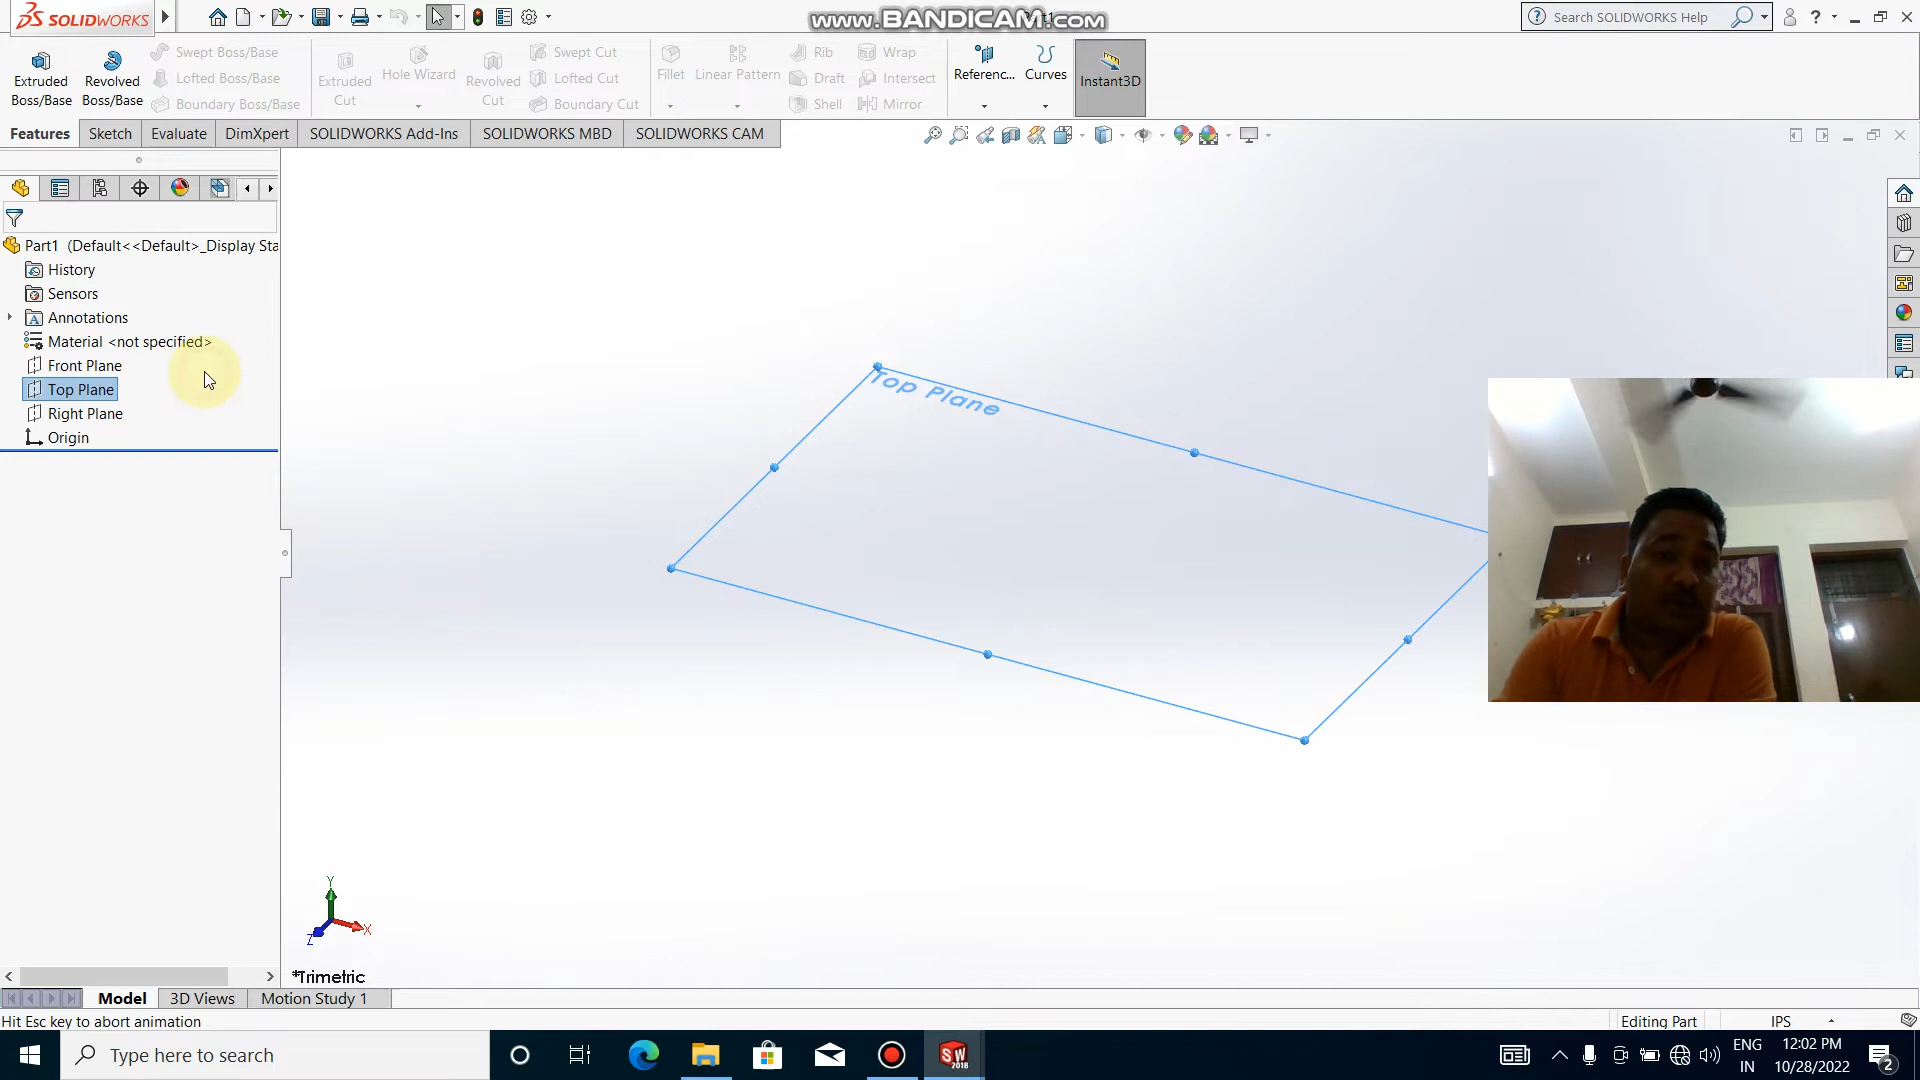 SOLIDWORKS
www.BANDICAM.com
Search SOLIDWORKS Help
Extruded Boss/Base
Revolved Boss/Base
Swept Boss/Base
Lofted Boss/Base
Boundary Boss/Base
Extruded Cut
Hole Wizard
Revolved Cut
Swept Cut
Lofted Cut
Boundary Cut
Fillet
Linear Pattern
Rib
Draft
Shell
Wrap
Intersect
Mirror
Referenc...
Curves
Instant3D
Features
Sketch
Evaluate
DimXpert
SOLIDWORKS Add-Ins
SOLIDWORKS MBD
SOLIDWORKS CAM
Part1 (Default<<Default>_Display Sta
History
Sensors
Annotations
Material <not specified>
Front Plane
Top Plane
Right Plane
Origin
Top Plane
Y
X
Z
*Trimetric
Model
3D Views
Motion Study 1
Hit Esc key to abort animation
Editing Part
IPS
Type here to search
SW
2018
ENG
IN
12:02 PM
10/28/2022
2